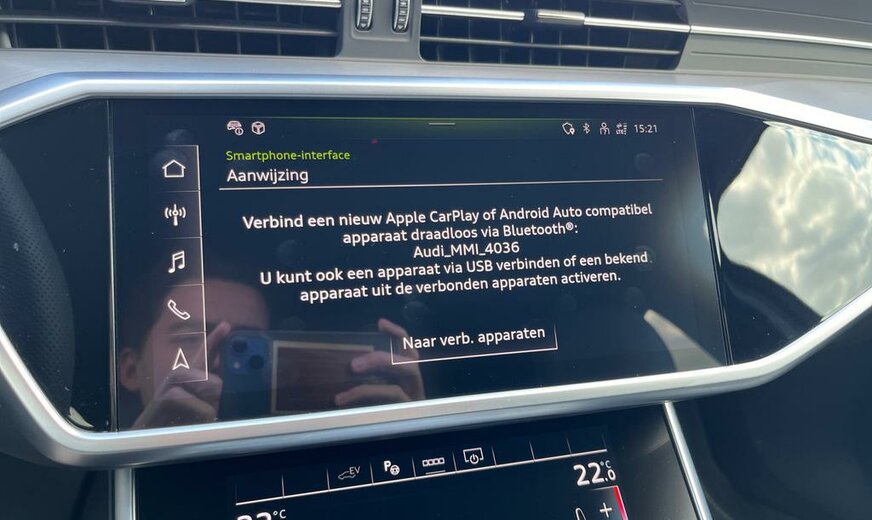 15:21
Smartphone-interface
Aanwijzing
Verbind een nieuw Apple CarPlay of Android Auto compatibel
apparaat draadloos via Bluetooth®:
Audi_MMI_4036
U kunt ook een apparaat via USB verbinden of een bekend
apparaat uit de verbonden apparaten activeren.
Naar verb. apparaten
EV
P
22.0 °C
°C
+